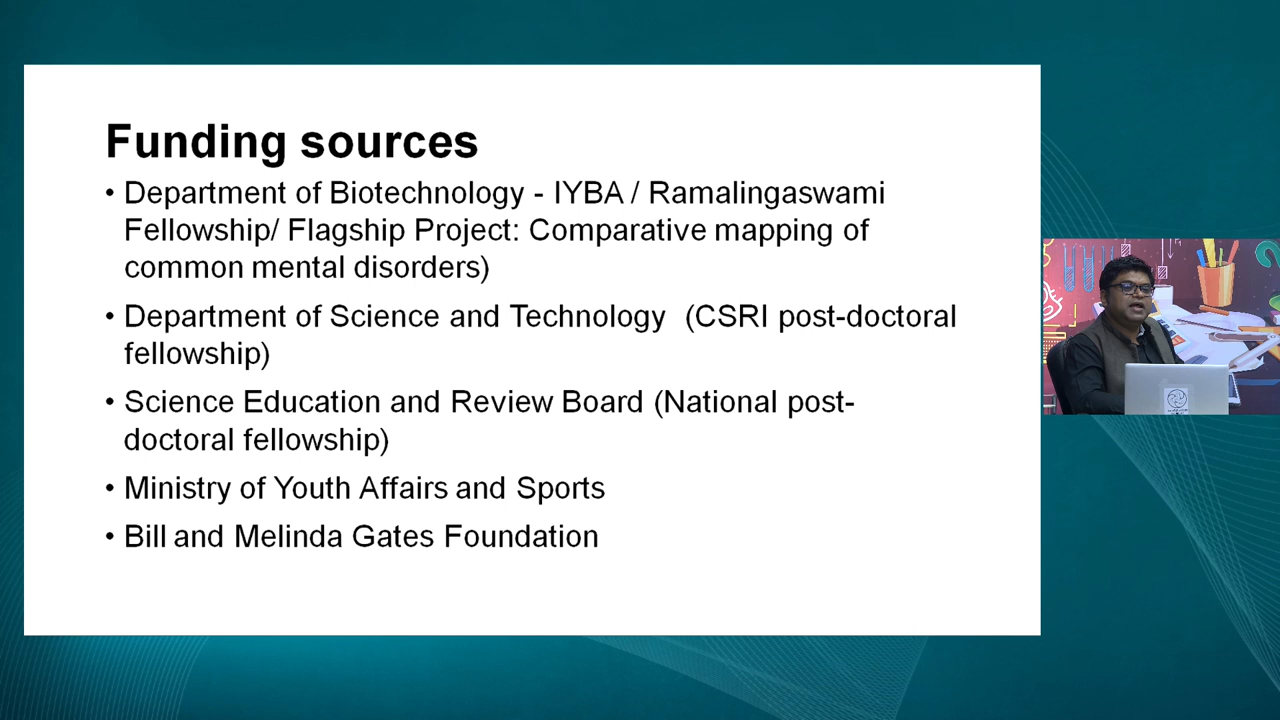 Funding sources
• Department of Biotechnology - IYBA / Ramalingaswami
Fellowship/ Flagship Project: Comparative mapping of
common mental disorders)
• Department of Science and Technology (CSRI post-doctoral
fellowship)
• Science Education and Review Board (National post-
doctoral fellowship)
• Ministry of Youth Affairs and Sports
• Bill and Melinda Gates Foundation